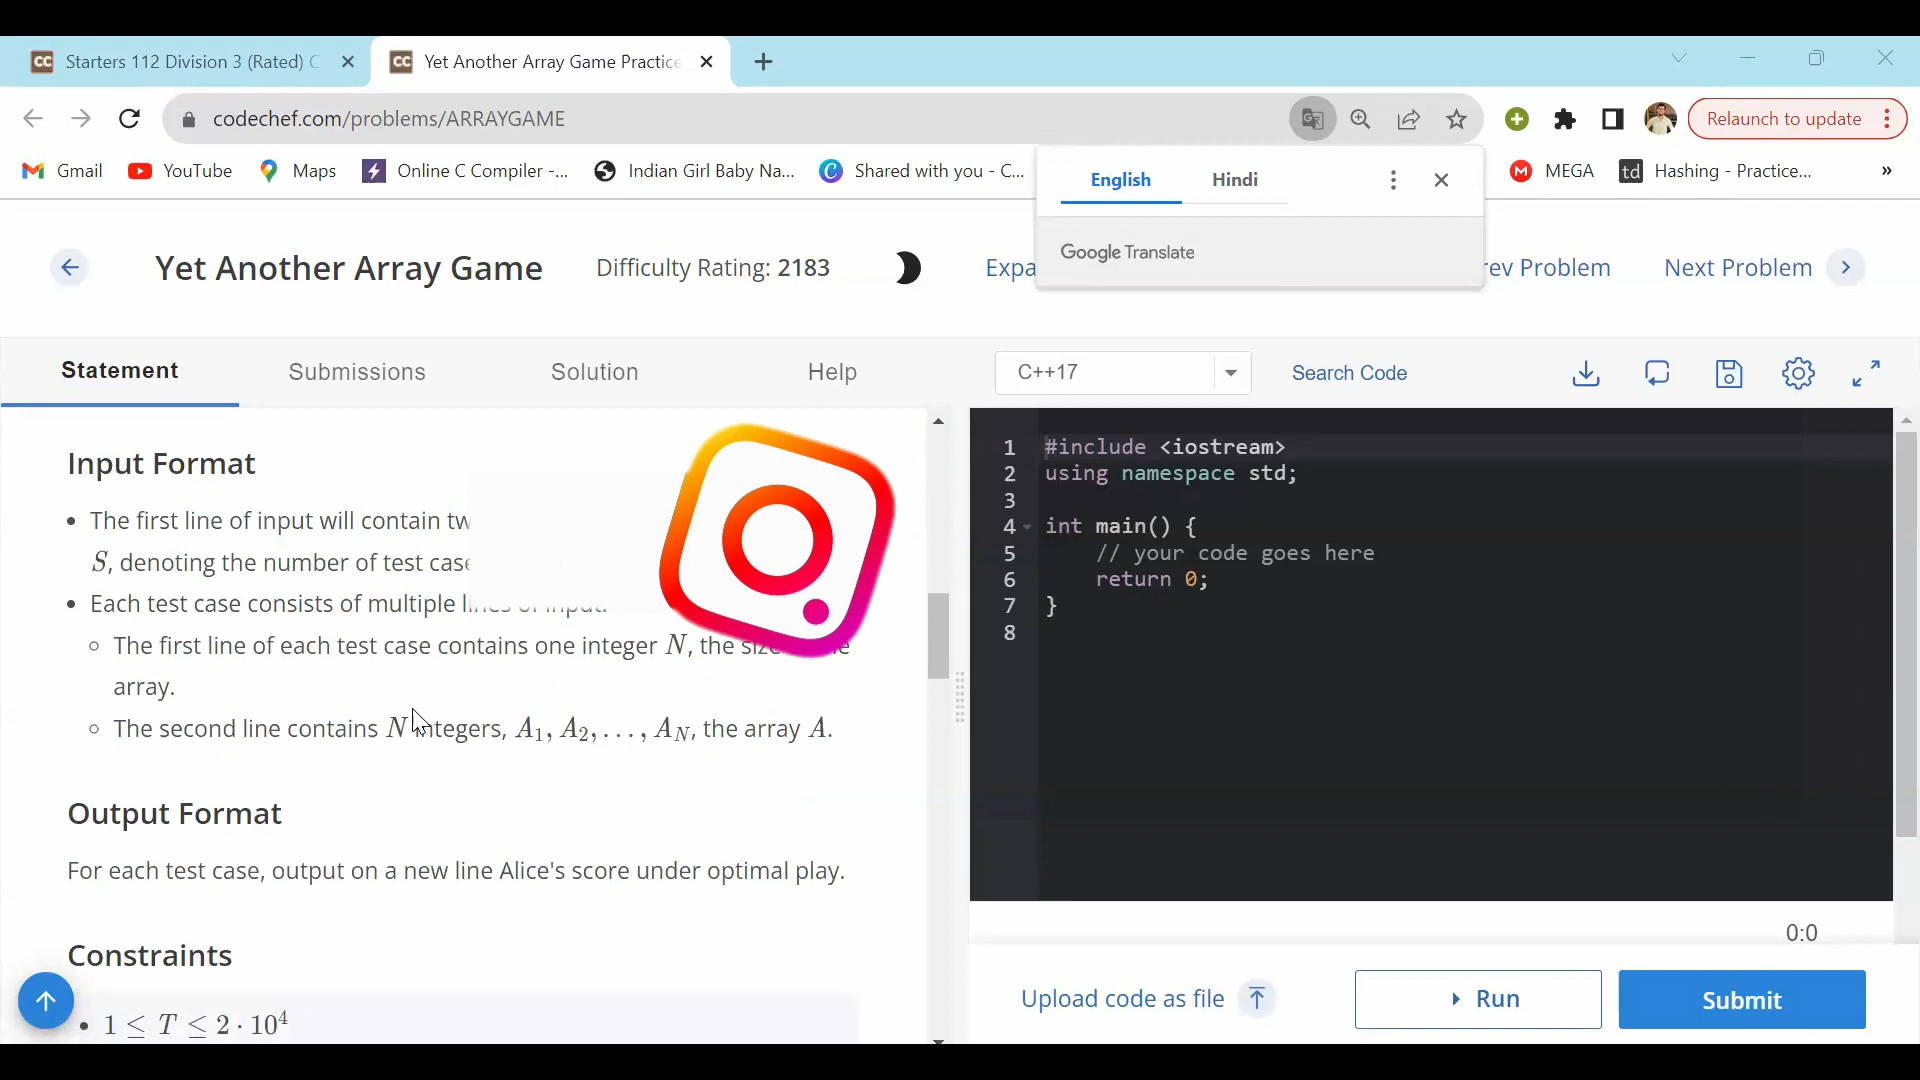 Starters 112 Division 3 (Rated)
Yet Another Array Game Practice
codechef.com/problems/ARRAYGAME
Relaunch to update
Gmail
YouTube
Maps
Online C Compiler -...
Indian Girl Baby Na...
Shared with you - C...
MEGA
td
Hashing - Practice...
»
English
Hindi
Google Translate
Yet Another Array Game
Difficulty Rating: 2183
Expa
rev Problem
Next Problem
Statement
Submissions
Solution
Help
C++17
Search Code
Input Format
• The first line of input will contain tw
S, denoting the number of test case
• Each test case consists of multiple lines of input.
◦ The first line of each test case contains one integer N, the
array.
◦ The second line contains N integers, A₁, A₂, . . . , A_N, the array A.
Output Format
For each test case, output on a new line Alice's score under optimal play.
Constraints
• 1 ≤ T ≤ 2 · 10⁴
1 #include <iostream>
2 using namespace std;
3
4 int main() {
5 // your code goes here
6 return 0;
7 }
8
0:0
Upload code as file
Run
Submit